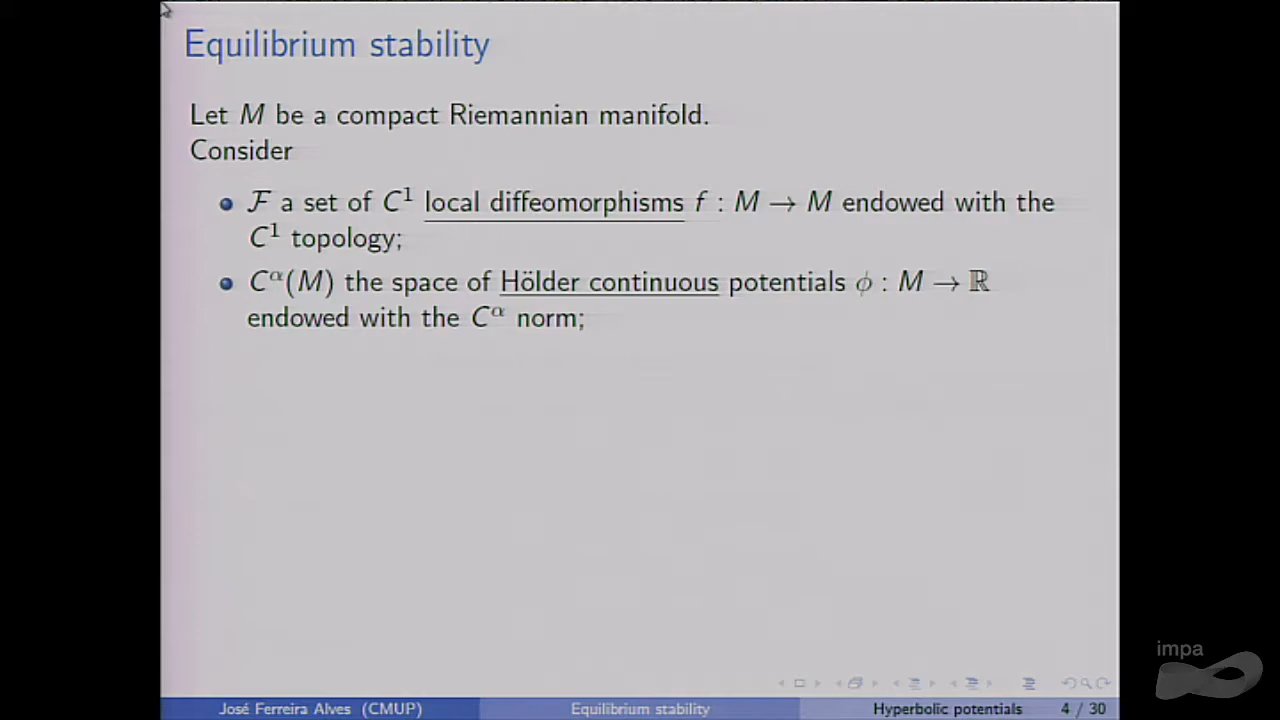 Equilibrium stability
Let M be a compact Riemannian manifold.
Consider
F a set of C¹ local diffeomorphisms f : M → M endowed with the
C¹ topology;
Cᵅ(M) the space of Hölder continuous potentials ϕ : M → ℝ
endowed with the Cᵅ norm;
impa
José Ferreira Alves (CMUP) Equilibrium stability Hyperbolic potentials 4 / 30